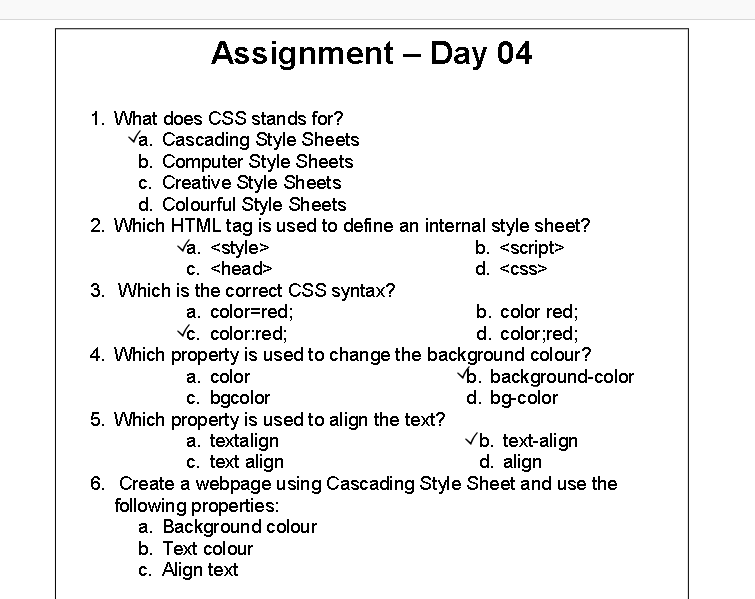 Assignment – Day 04
1. What does CSS stands for?
✓a. Cascading Style Sheets
b. Computer Style Sheets
c. Creative Style Sheets
d. Colourful Style Sheets
2. Which HTML tag is used to define an internal style sheet?
✓a. <style> b. <script>
c. <head> d. <css>
3. Which is the correct CSS syntax?
a. color=red; b. color red;
✓c. color:red; d. color;red;
4. Which property is used to change the background colour?
a. color ✓b. background-color
c. bgcolor d. bg-color
5. Which property is used to align the text?
a. textalign ✓b. text-align
c. text align d. align
6. Create a webpage using Cascading Style Sheet and use the
following properties:
a. Background colour
b. Text colour
c. Align text